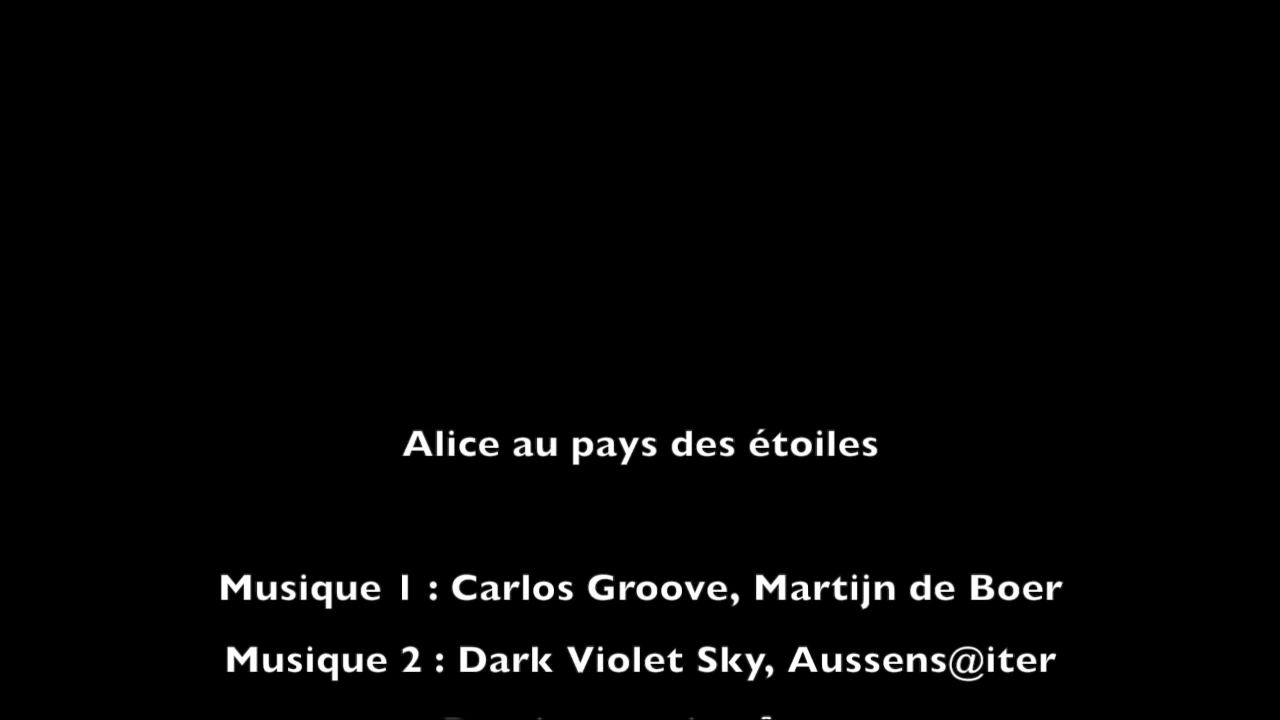 Alice au pays des étoiles
Musique 1 : Carlos Groove, Martijn de Boer
Musique 2 : Dark Violet Sky, Aussens@iter